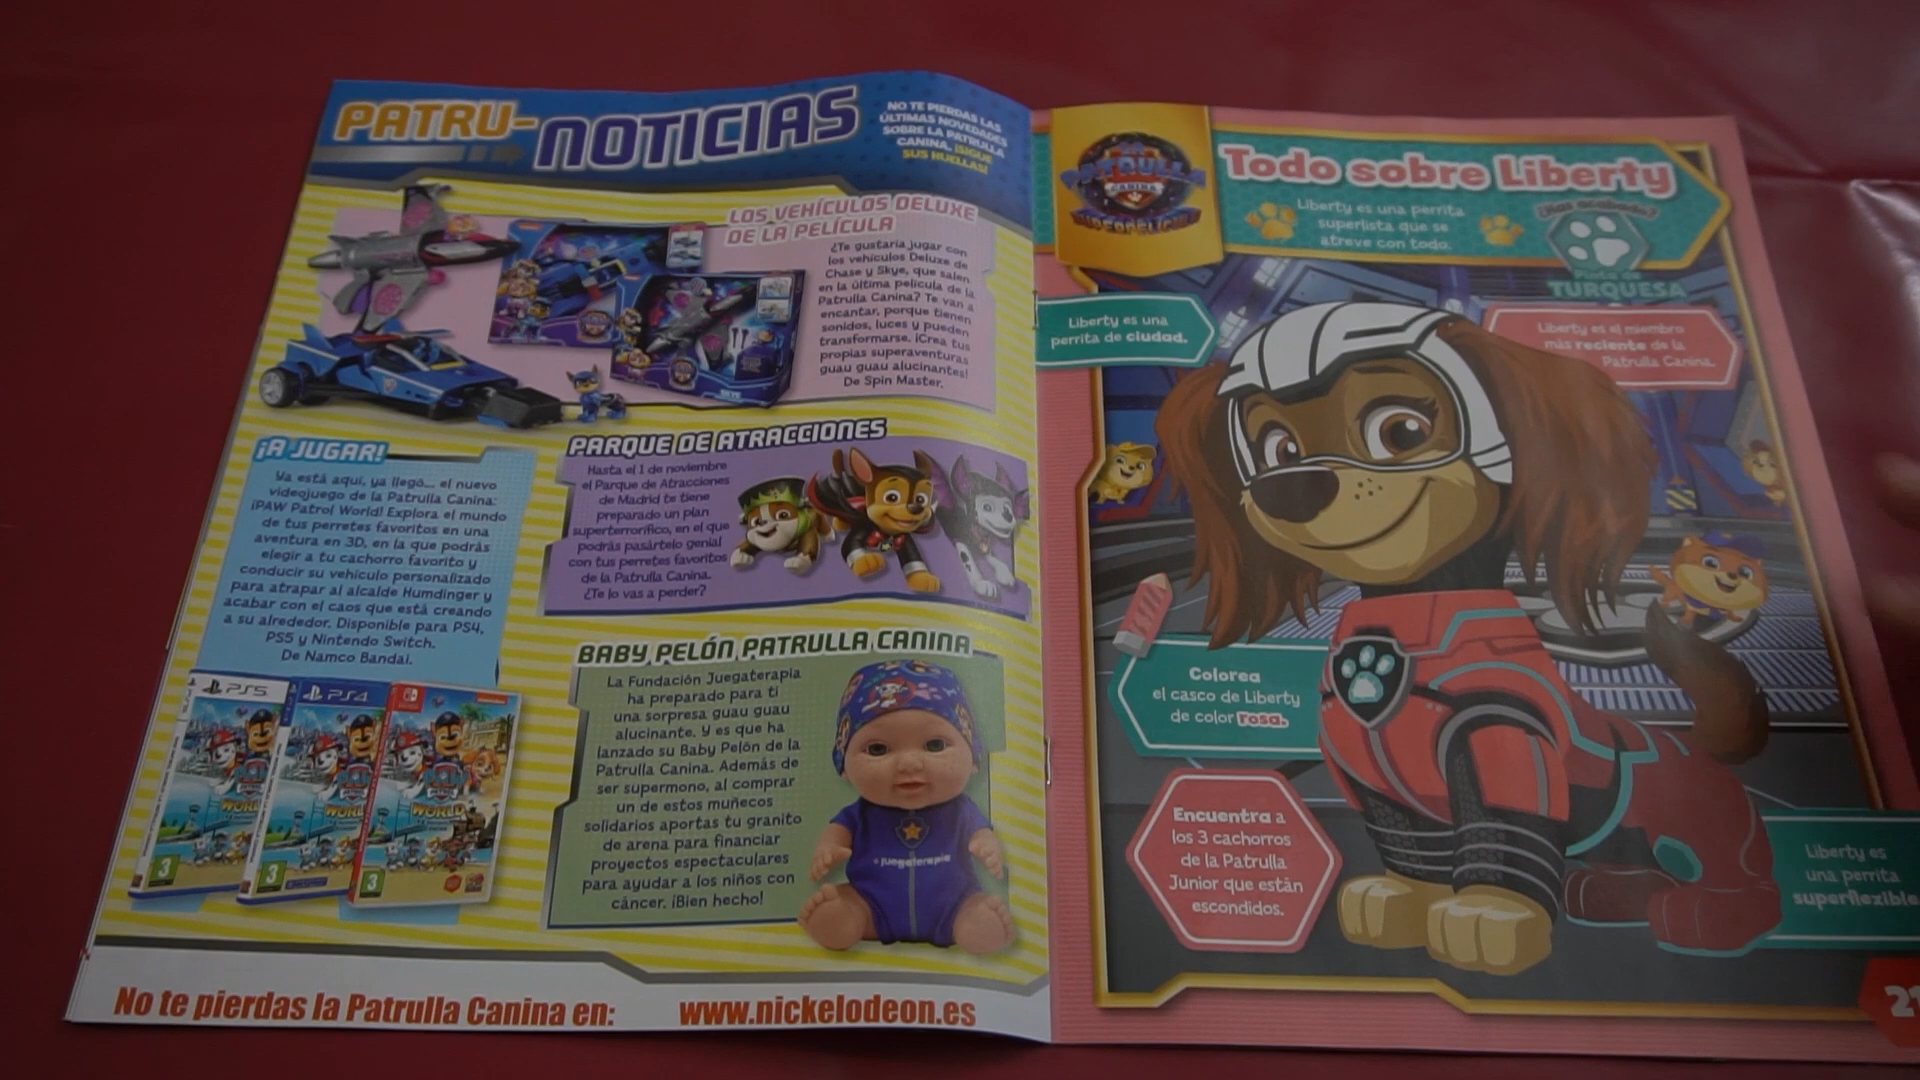 PATRU-NOTICIAS
NO TE PIERDAS LAS
ÚLTIMAS NOVEDADES
SOBRE LA PATRULLA
CANINA. ¡SIGUE
SUS HUELLAS!
LOS VEHÍCULOS DELUXE
DE LA PELÍCULA
¿Te gustaría jugar con
los vehículos Deluxe de
Chase y Skye, que salen
en la última película de la
Patrulla Canina? Te van a
encantar, porque tienen
sonidos, luces y pueden
transformarse. ¡Crea tus
propias superaventuras
guau guau alucinantes!
De Spin Master.
¡A JUGAR!
Ya está aquí, ya llegó... el nuevo
videojuego de la Patrulla Canina:
¡PAW Patrol World! Explora el mundo
de tus perretes favoritos en una
aventura en 3D, en la que podrás
elegir a tu cachorro favorito y
conducir su vehículo personalizado
para atrapar al alcalde Humdinger y
acabar con el caos que está creando
a su alrededor. Disponible para PS4,
PS5 y Nintendo Switch.
De Namco Bandai.
PS5
PS4
WORLD
WORLD
3
3
3
PARQUE DE ATRACCIONES
Hasta el 1 de noviembre
el Parque de Atracciones
de Madrid te tiene
preparado un plan
superterrorífico, en el que
podrás pasártelo genial
con tus perretes favoritos
de la Patrulla Canina.
¿Te lo vas a perder?
BABY PELÓN PATRULLA CANINA
La Fundación Juegaterapia
ha preparado para ti
una sorpresa guau guau
alucinante. Y es que ha
lanzado su Baby Pelón de la
Patrulla Canina. Además de
ser supermono, al comprar
un de estos muñecos
solidarios aportas tu granito
de arena para financiar
proyectos espectaculares
para ayudar a los niños con
cáncer. ¡Bien hecho!
juegaterapia
No te pierdas la Patrulla Canina en: www.nickelodeon.es
LA
PATRULLA
CANINA
SUPERPELÍCULA
Todo sobre Liberty
Liberty es una perrita
superlista que se
atreve con todo.
¿Has acabado?
Pinta de
TURQUESA
Liberty es una
perrita de ciudad.
Liberty es el miembro
más reciente de la
Patrulla Canina.
Colorea
el casco de Liberty
de color rosa.
Encuentra a
los 3 cachorros
de la Patrulla
Junior que están
escondidos.
Liberty es
una perrita
superflexible.
21